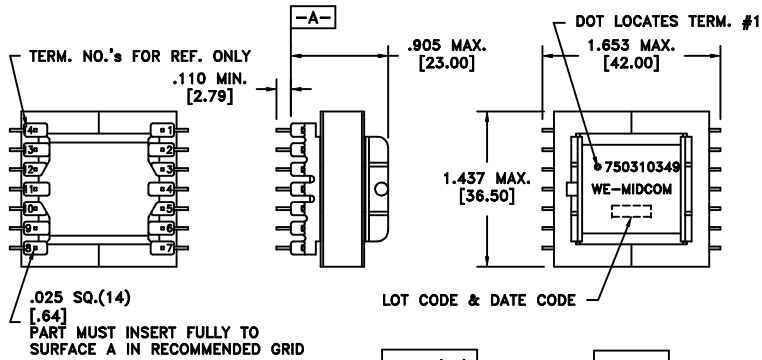 -A-
DOT LOCATES TERM. #1
TERM. NO.'s FOR REF. ONLY
.905 MAX.
[23.00]
1.653 MAX.
[42.00]
.110 MIN.
[2.79]
4
3
2
11
10
9
8
1
2
3
4
5
6
7
1.437 MAX.
[36.50]
750310349
WE-MIDCOM
.025 SQ.(14)
[.64]
PART MUST INSERT FULLY TO
SURFACE A IN RECOMMENDED GRID
LOT CODE & DATE CODE